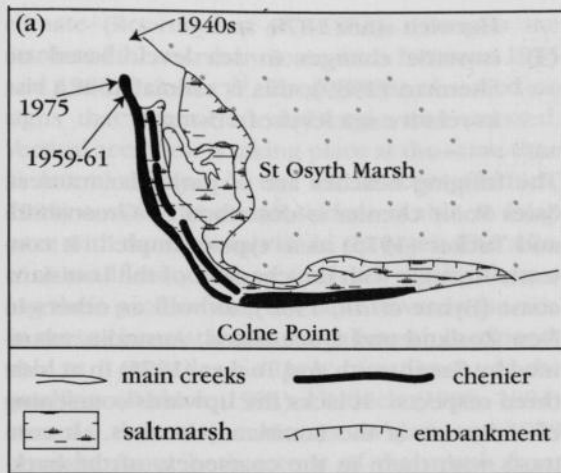 (a)
1940s
1975
1959-61
St Osyth Marsh
Colne Point
main creeks
chenier
saltmarsh
embankment